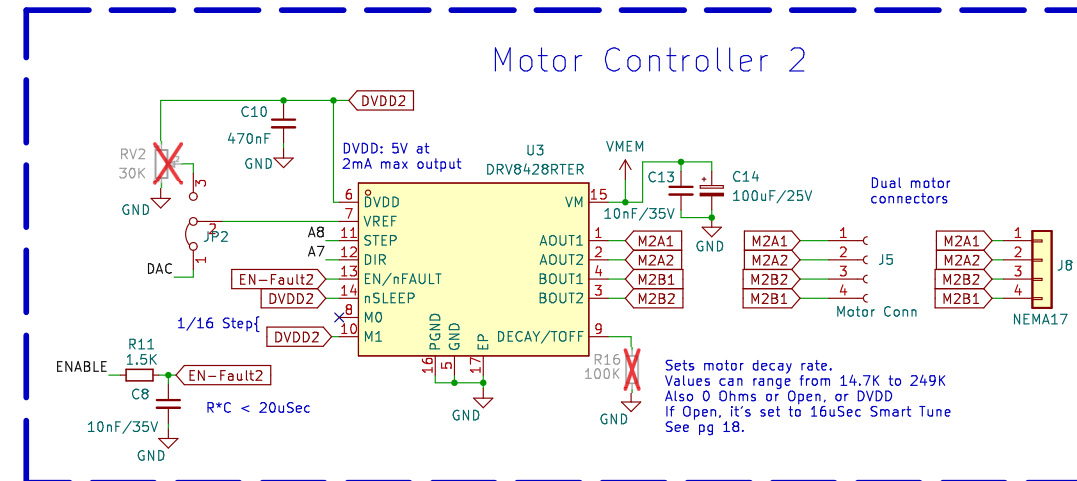 Motor Controller 2
DVDD2
C10
470nF
GND
RV2
30K
GND
3
2
JP2
1
DAC
DVDD: 5V at
2mA max output
U3
DRV8428RTER
6
DVDD
7
VREF
A8
11
STEP
A7
12
DIR
EN-Fault2
13
EN/nFAULT
DVDD2
14
nSLEEP
1/16 Step{
8
M0
DVDD2
10
M1
VM
15
AOUT1
1
M2A1
AOUT2
2
M2A2
BOUT1
4
M2B1
BOUT2
3
M2B2
DECAY/TOFF
9
PGND
GND
EP
16
5
17
GND
VMEM
C13
10nF/35V
C14
+
100uF/25V
GND
R16
100K
GND
Sets motor decay rate.
Values can range from 14.7K to 249K
Also 0 Ohms or Open, or DVDD
If Open, it's set to 16uSec Smart Tune
See pg 18.
Dual motor
connectors
M2A1
1
M2A2
2
M2B2
3
M2B1
4
J5
Motor Conn
M2A1
1
M2A2
2
M2B2
3
M2B1
4
J8
NEMA17
ENABLE
R11
1.5K
EN-Fault2
C8
10nF/35V
GND
R*C < 20uSec